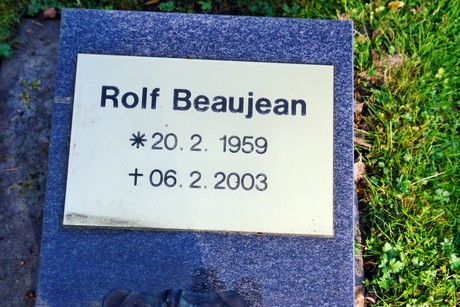 Rolf Beaujean
*20. 2. 1959
†06. 2. 2003